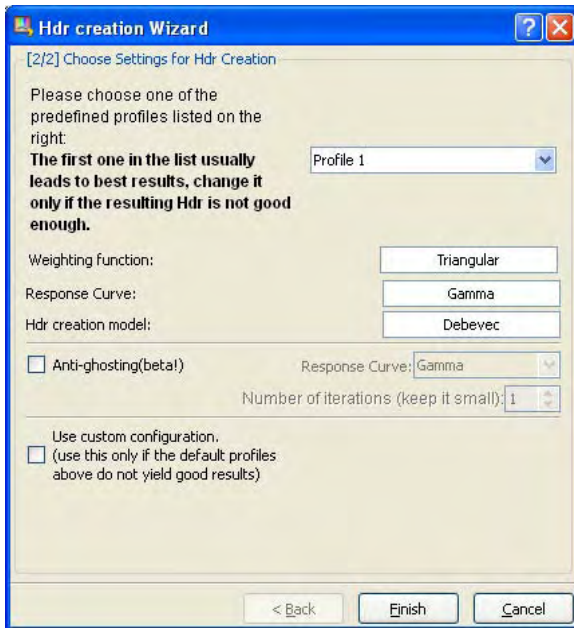 Hdr creation Wizard
[2/2] Choose Settings for Hdr Creation
Please choose one of the
predefined profiles listed on the
right:
The first one in the list usually
leads to best results, change it
only if the resulting Hdr is not good
enough.
Profile 1
Weighting function:
Triangular
Response Curve:
Gamma
Hdr creation model:
Debevec
Anti-ghosting(beta!)
Response Curve: Gamma
Number of iterations (keep it small): 1
Use custom configuration.
(use this only if the default profiles
above do not yield good results)
< Back
Finish
Cancel